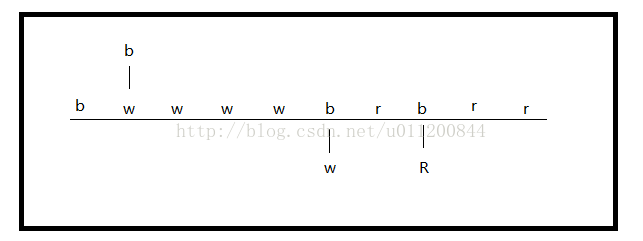 b
b w w w w b r b r r
http://blog.csdn.net/u011200844
w R